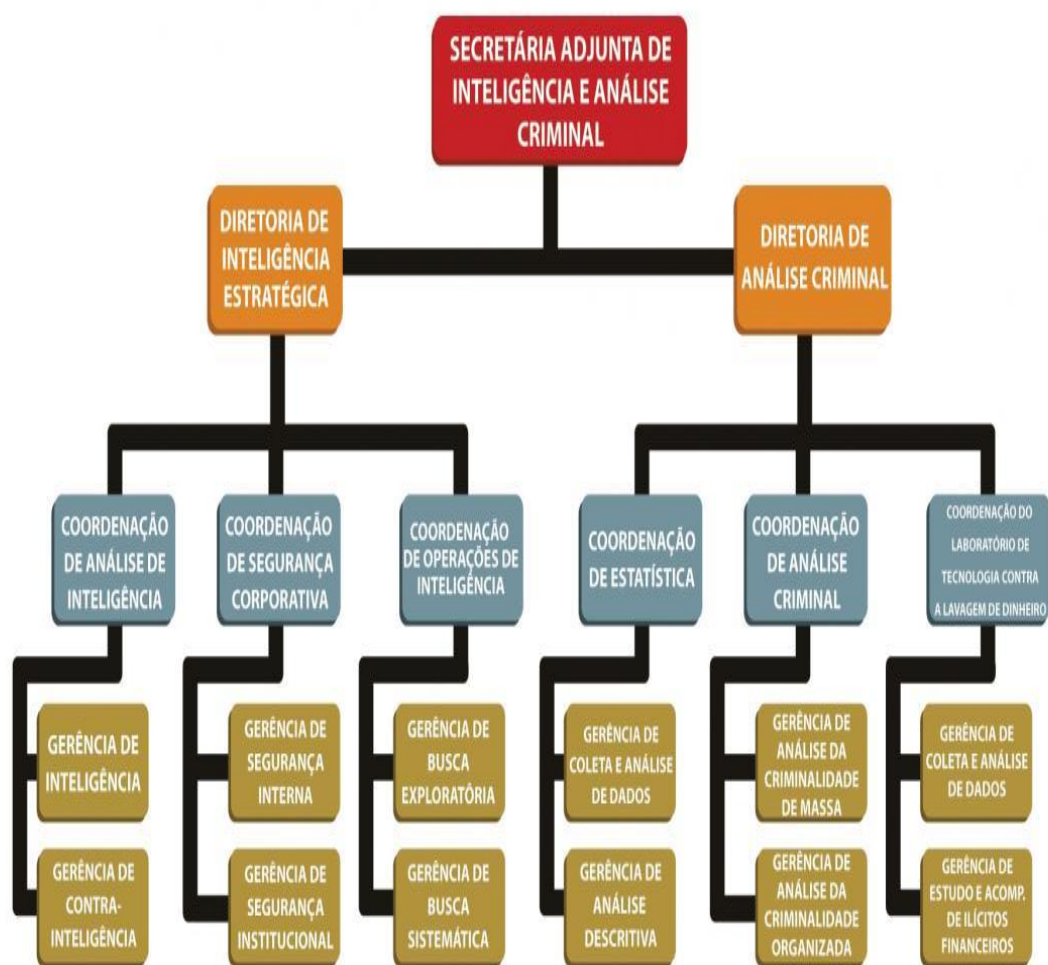 SECRETÁRIA ADJUNTA DE
INTELIGÊNCIA E ANÁLISE
CRIMINAL
DIRETORIA DE
INTELIGÊNCIA
ESTRATÉGICA
DIRETORIA DE
ANÁLISE CRIMINAL
COORDENAÇÃO
DE ANÁLISE DE
INTELIGÊNCIA
COORDENAÇÃO
DE SEGURANÇA
CORPORATIVA
COORDENAÇÃO
DE OPERAÇÕES DE
INTELIGÊNCIA
COORDENAÇÃO
DE ESTATÍSTICA
COORDENAÇÃO
DE ANÁLISE
CRIMINAL
COORDENAÇÃO DO
LABORATÓRIO DE
TECNOLOGIA CONTRA
A LAVAGEM DE DINHEIRO
GERÊNCIA DE
INTELIGÊNCIA
GERÊNCIA DE
SEGURANÇA
INTERNA
GERÊNCIA DE
BUSCA
EXPLORATÓRIA
GERÊNCIA DE
COLETA E ANÁLISE
DE DADOS
GERÊNCIA DE
ANÁLISE DA
CRIMINALIDADE
DE MASSA
GERÊNCIA DE
COLETA E ANÁLISE
DE DADOS
GERÊNCIA DE
CONTRA-
INTELIGÊNCIA
GERÊNCIA DE
SEGURANÇA
INSTITUCIONAL
GERÊNCIA DE
BUSCA
SISTEMÁTICA
GERÊNCIA DE
ANÁLISE
DESCRITIVA
GERÊNCIA DE
ANÁLISE DA
CRIMINALIDADE
ORGANIZADA
GERÊNCIA DE
ESTUDO E ACOMP.
DE ILÍCITOS
FINANCEIROS